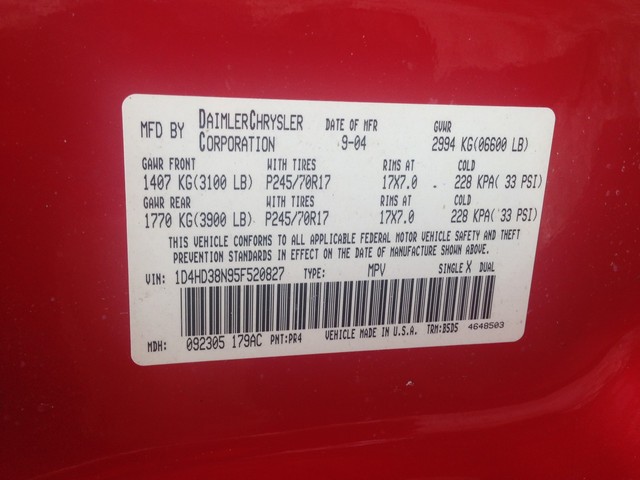 MFD BY DAIMLERCHRYSLER CORPORATION DATE OF MFR 9-04 GVWR 2994 KG(06600 LB)
GAWR FRONT WITH TIRES RIMS AT COLD
1407 KG(3100 LB) P245/70R17 17X7.0 228 KPA( 33 PSI)
GAWR REAR WITH TIRES RIMS AT COLD
1770 KG(3900 LB) P245/70R17 17X7.0 228 KPA( 33 PSI)
THIS VEHICLE CONFORMS TO ALL APPLICABLE FEDERAL MOTOR VEHICLE SAFETY AND THEFT
PREVENTION STANDARDS IN EFFECT ON THE DATE OF MANUFACTURE SHOWN ABOVE.
VIN: 1D4HD38N95F520827 TYPE: MPV SINGLE X DUAL
MDH: 092305 179AC PNT:PR4 VEHICLE MADE IN U.S.A. TRM:BSD5 4648503